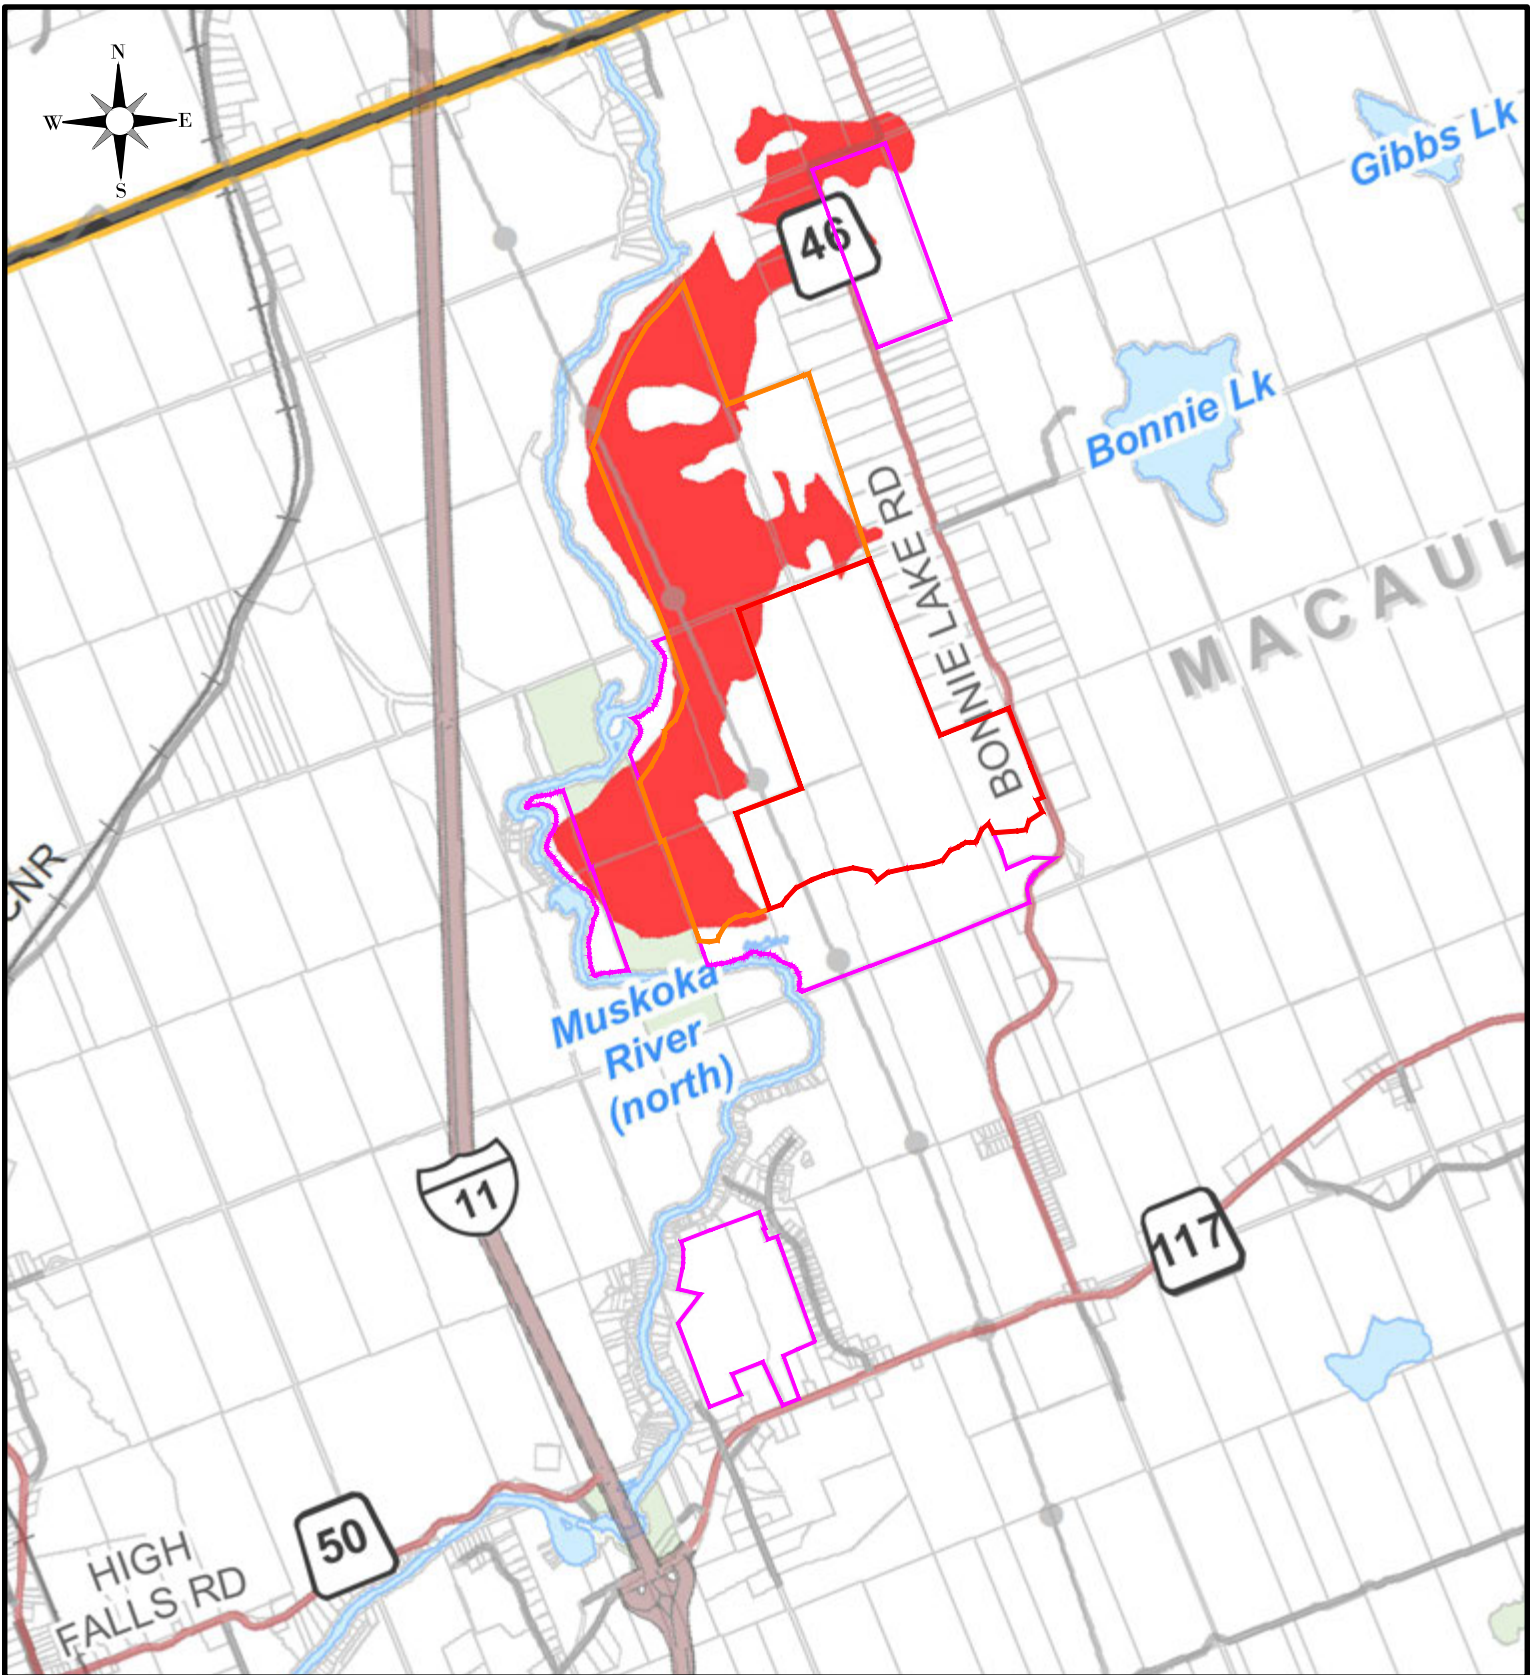 N
W E
S
Gibbs Lk
46
Bonnie Lk
BONNIE LAKE RD
MACAUL
CNR
Muskoka
River
(north)
11
117
50
HIGH
FALLS RD